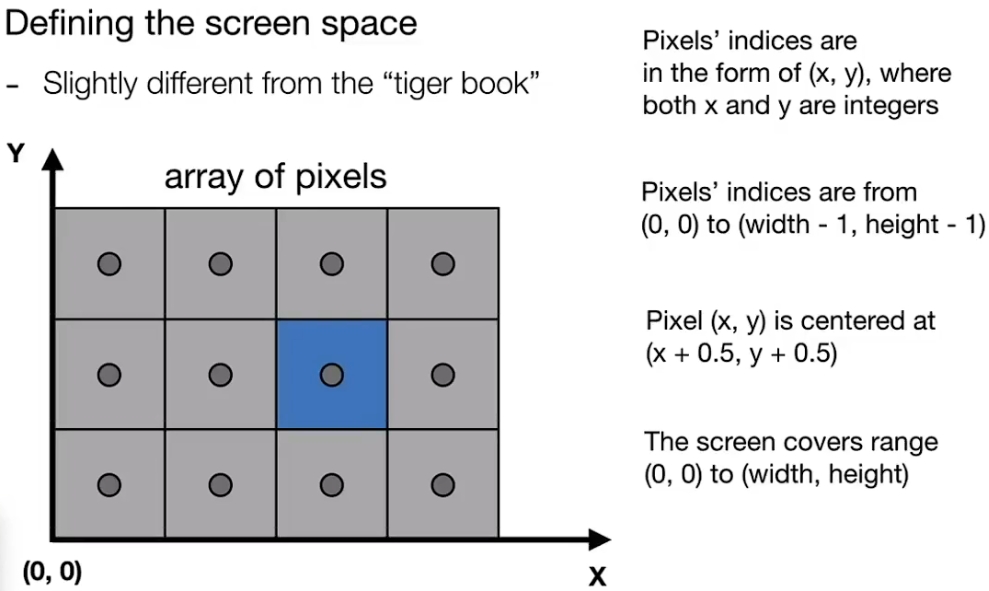 Defining the screen space
- Slightly different from the “tiger book”
Y
array of pixels
(0, 0)
X
Pixels’ indices are
in the form of (x, y), where
both x and y are integers
Pixels’ indices are from
(0, 0) to (width - 1, height - 1)
Pixel (x, y) is centered at
(x + 0.5, y + 0.5)
The screen covers range
(0, 0) to (width, height)